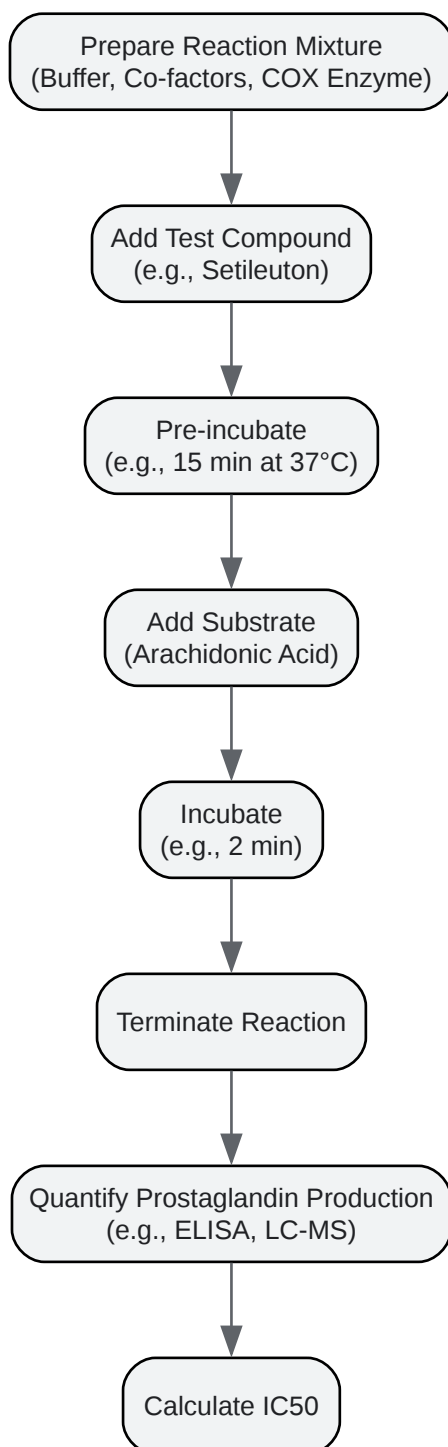 Prepare Reaction Mixture
(Buffer, Co-factors, COX Enzyme)
Add Test Compound
(e.g., Setileuton)
Pre-incubate
(e.g., 15 min at 37°C)
Add Substrate
(Arachidonic Acid)
Incubate
(e.g., 2 min)
Terminate Reaction
Quantify Prostaglandin Production
(e.g., ELISA, LC-MS)
Calculate IC50